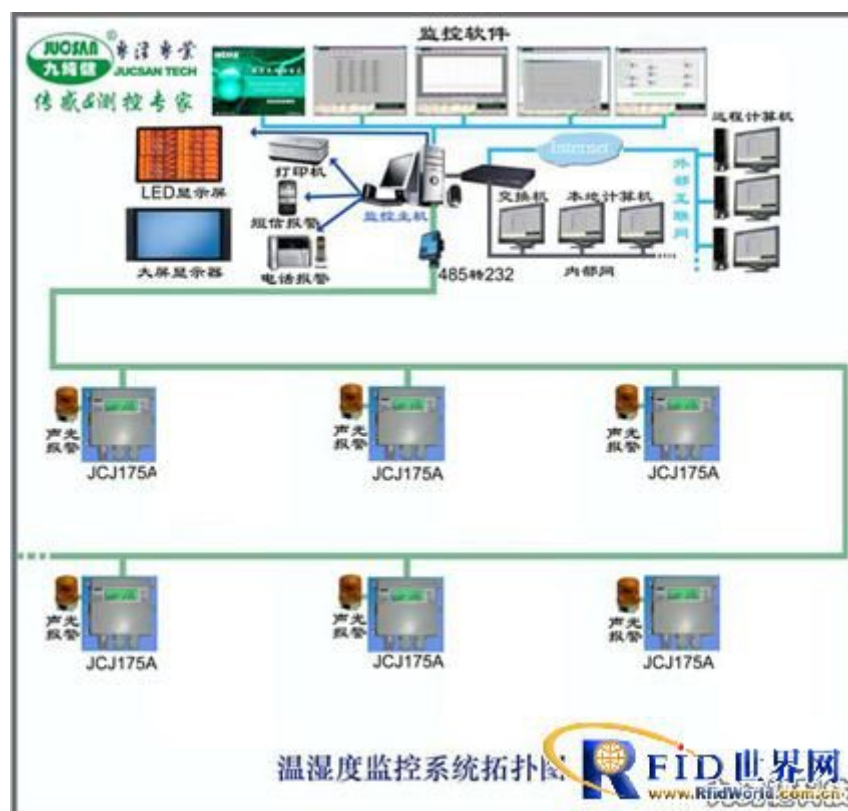 监控软件
JUOSAN®
九纯健
JUCSAN TECH
传感&测控专家
远程计算机
Internet
外部互联网
打印机
LED显示屏
短信报警
监控主机
交换机
本地计算机
大屏显示器
电话报警
485转232
内部网
声光报警
JCJ175A
声光报警
JCJ175A
声光报警
JCJ175A
声光报警
JCJ175A
声光报警
JCJ175A
声光报警
JCJ175A
温湿度监控系统拓扑图
RFID世界网
www.RfidWorld.com.cn